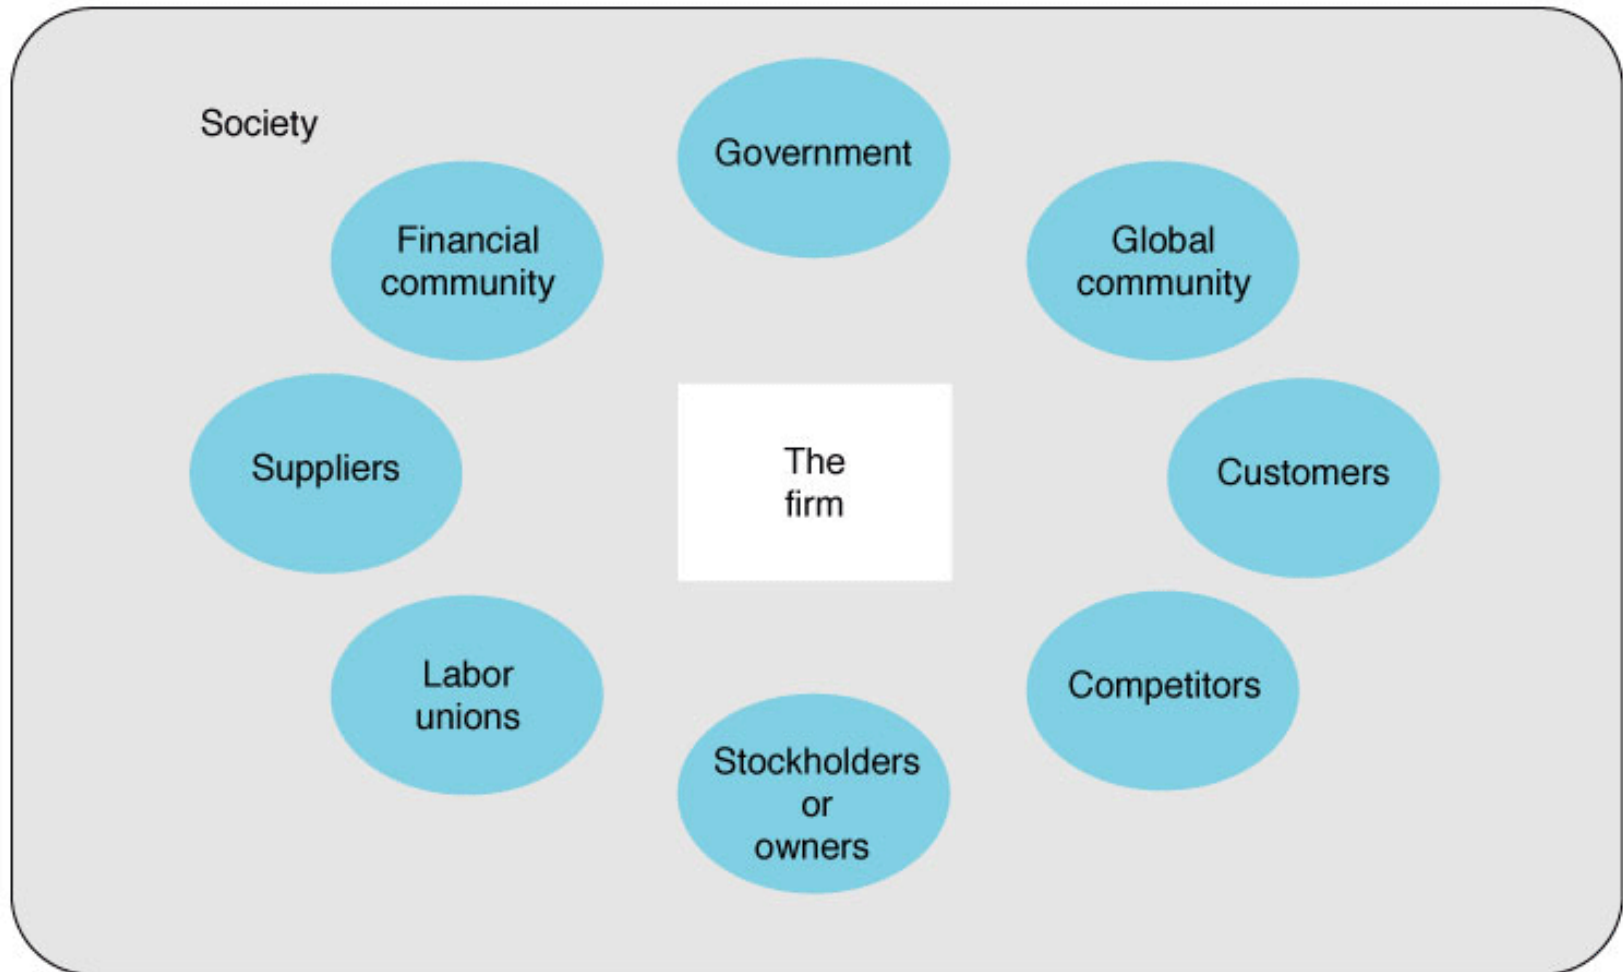 Society
Government
Financial
community
Global
community
Suppliers
The
firm
Customers
Labor
unions
Competitors
Stockholders
or
owners